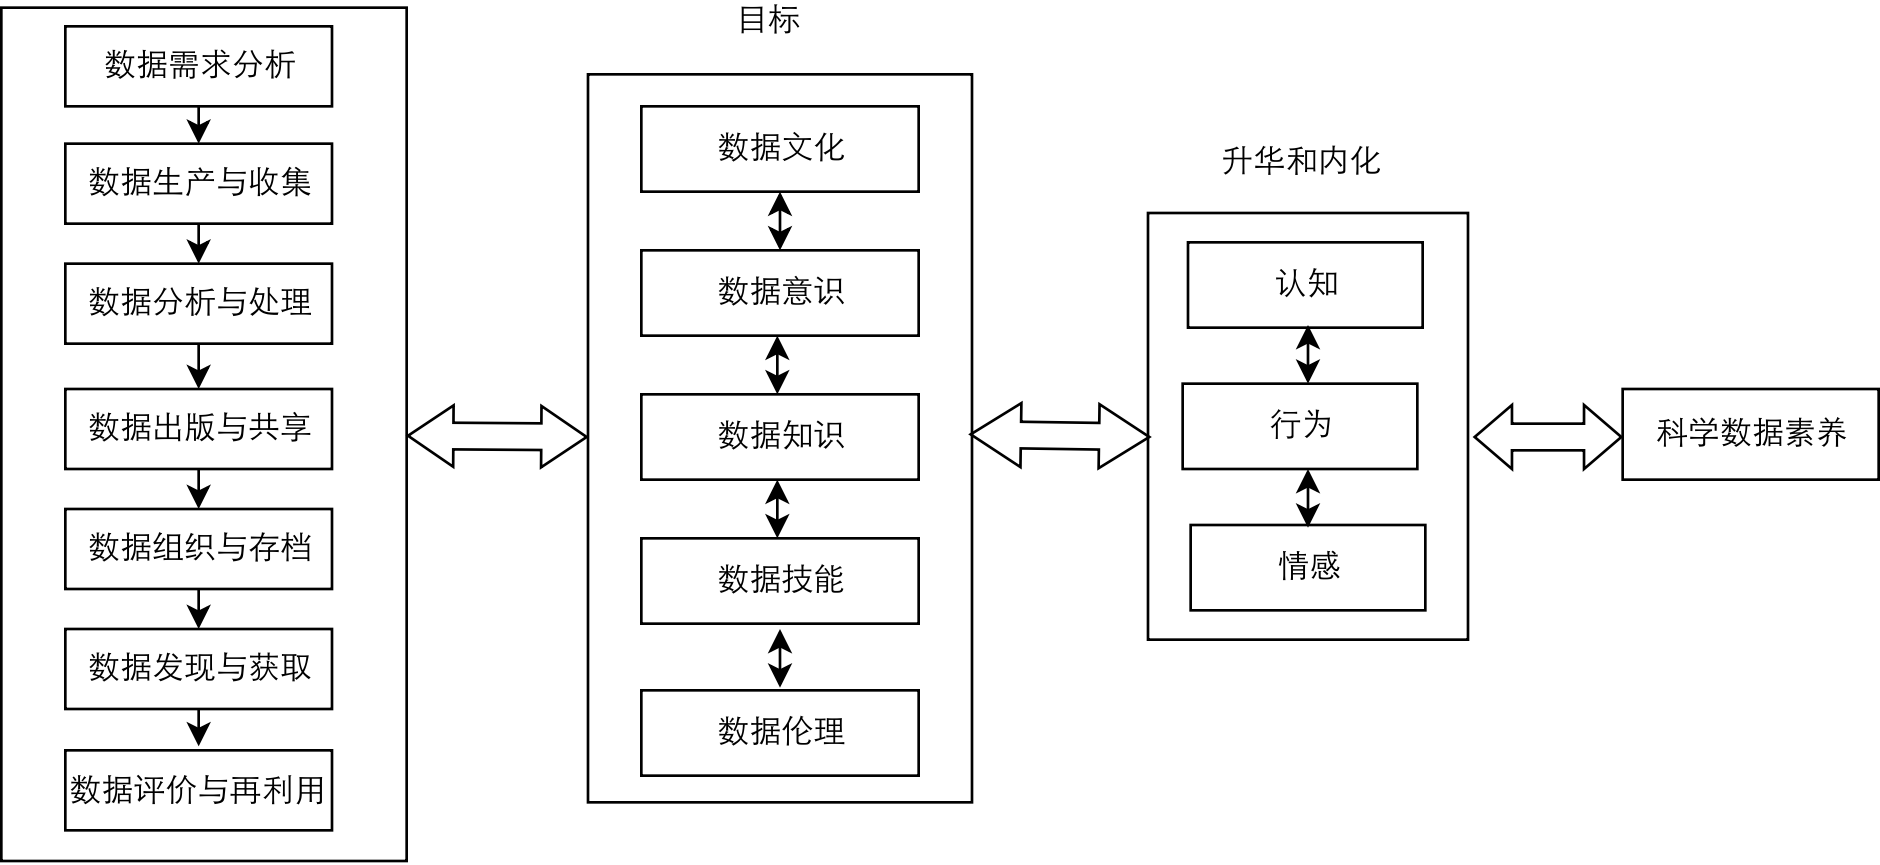 数据需求分析
数据生产与收集
数据分析与处理
数据出版与共享
数据组织与存档
数据发现与获取
数据评价与再利用
目标
数据文化
数据意识
数据知识
数据技能
数据伦理
升华和内化
认知
行为
情感
科学数据素养